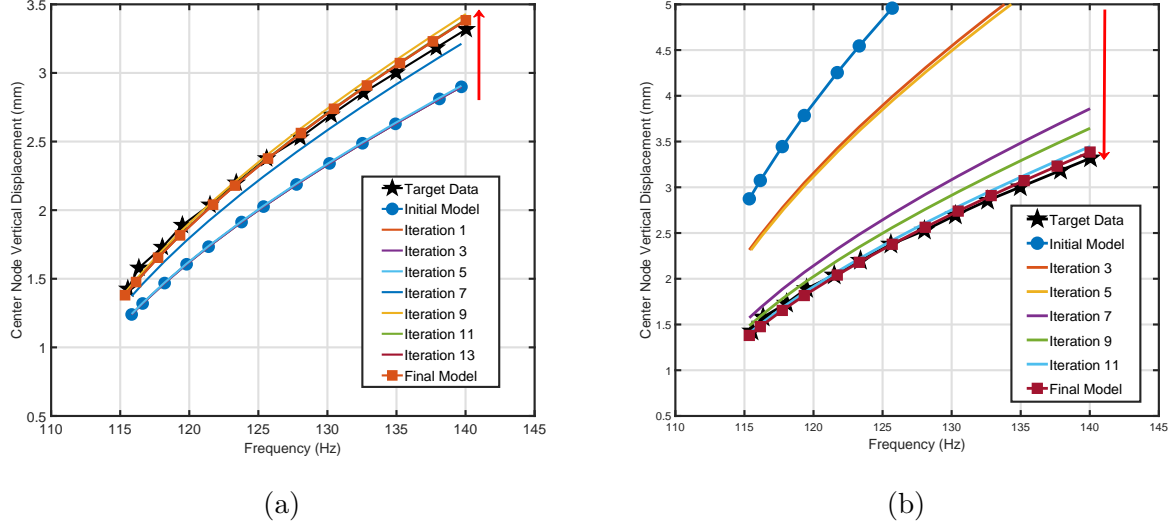 3.5
3
2.5
2
1.5
1
0.5
110 115 120 125 130 135 140 145
Center Node Vertical Displacement (mm)
Frequency (Hz)
Target Data
Initial Model
Iteration 1
Iteration 3
Iteration 5
Iteration 7
Iteration 9
Iteration 11
Iteration 13
Final Model
(a)
5
4.5
4
3.5
3
2.5
2
1.5
1
0.5
110 115 120 125 130 135 140 145
Center Node Vertical Displacement (mm)
Frequency (Hz)
Target Data
Initial Model
Iteration 3
Iteration 5
Iteration 7
Iteration 9
Iteration 11
Final Model
(b)